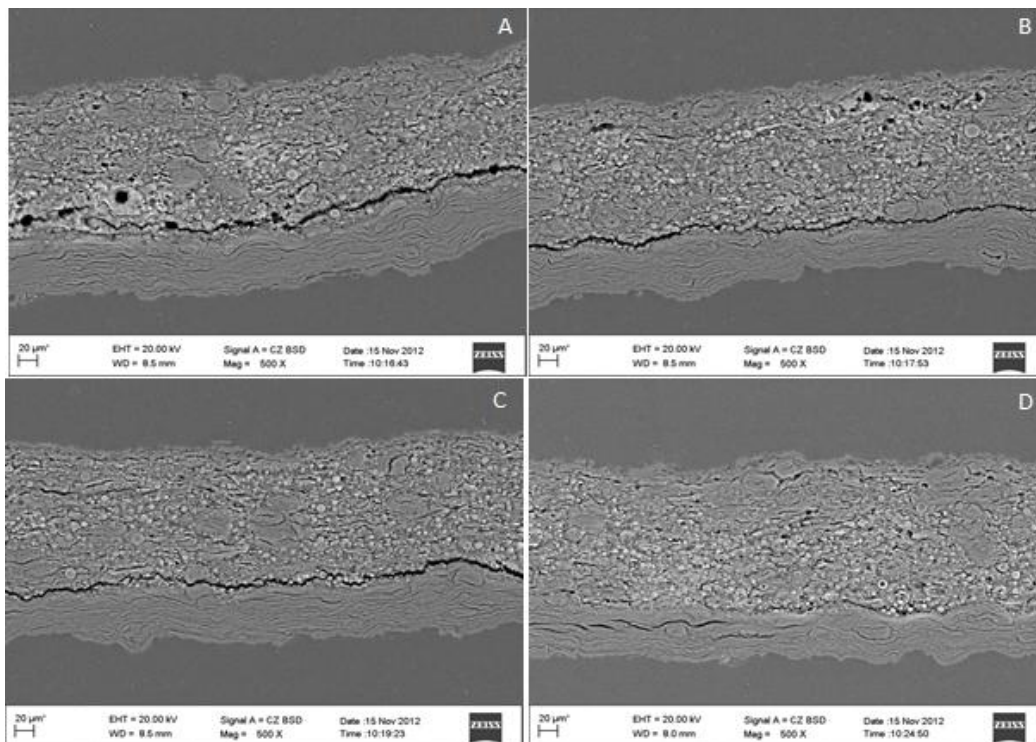 A
20 µm
EHT = 20.00 kV
Signal A = CZ BSD
Date :15 Nov 2012
WD = 8.5 mm
Mag = 500 X
Time :10:16:43
ZEISS
B
20 µm
EHT = 20.00 kV
Signal A = CZ BSD
Date :15 Nov 2012
WD = 8.5 mm
Mag = 500 X
Time :10:17:53
ZEISS
C
20 µm
EHT = 20.00 kV
Signal A = CZ BSD
Date :15 Nov 2012
WD = 8.5 mm
Mag = 500 X
Time :10:19:23
ZEISS
D
20 µm
EHT = 20.00 kV
Signal A = CZ BSD
Date :15 Nov 2012
WD = 8.0 mm
Mag = 500 X
Time :10:24:50
ZEISS